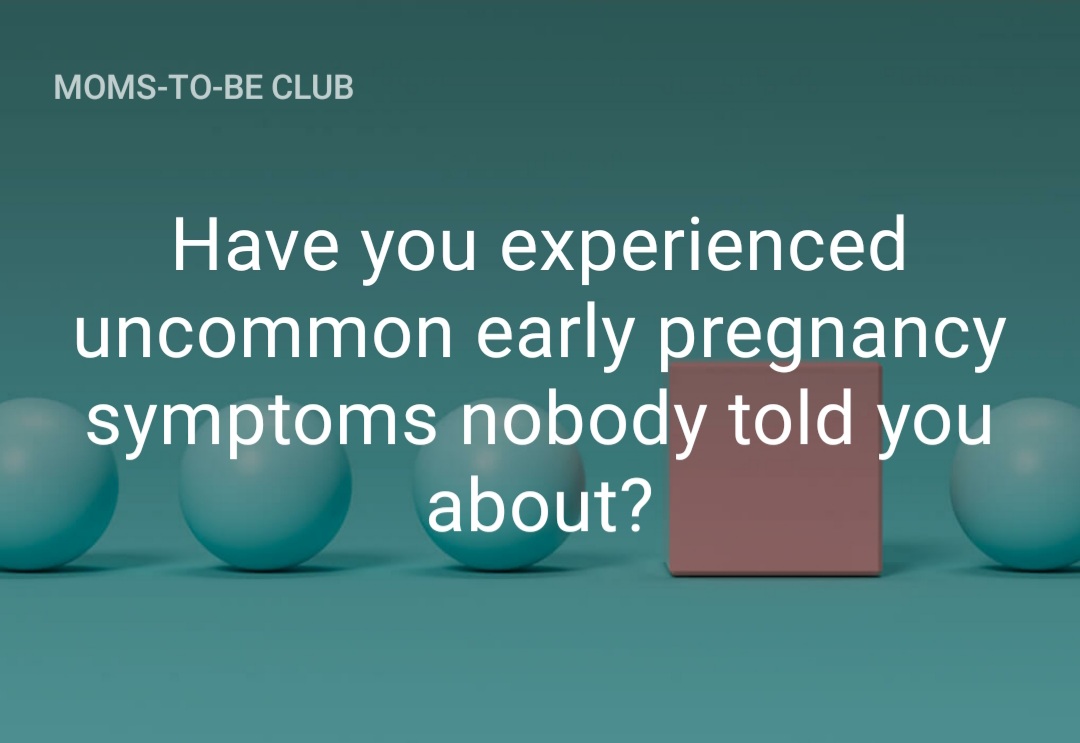 MOMS-TO-BE CLUB
Have you experienced
uncommon early pregnancy
symptoms nobody told you
about?